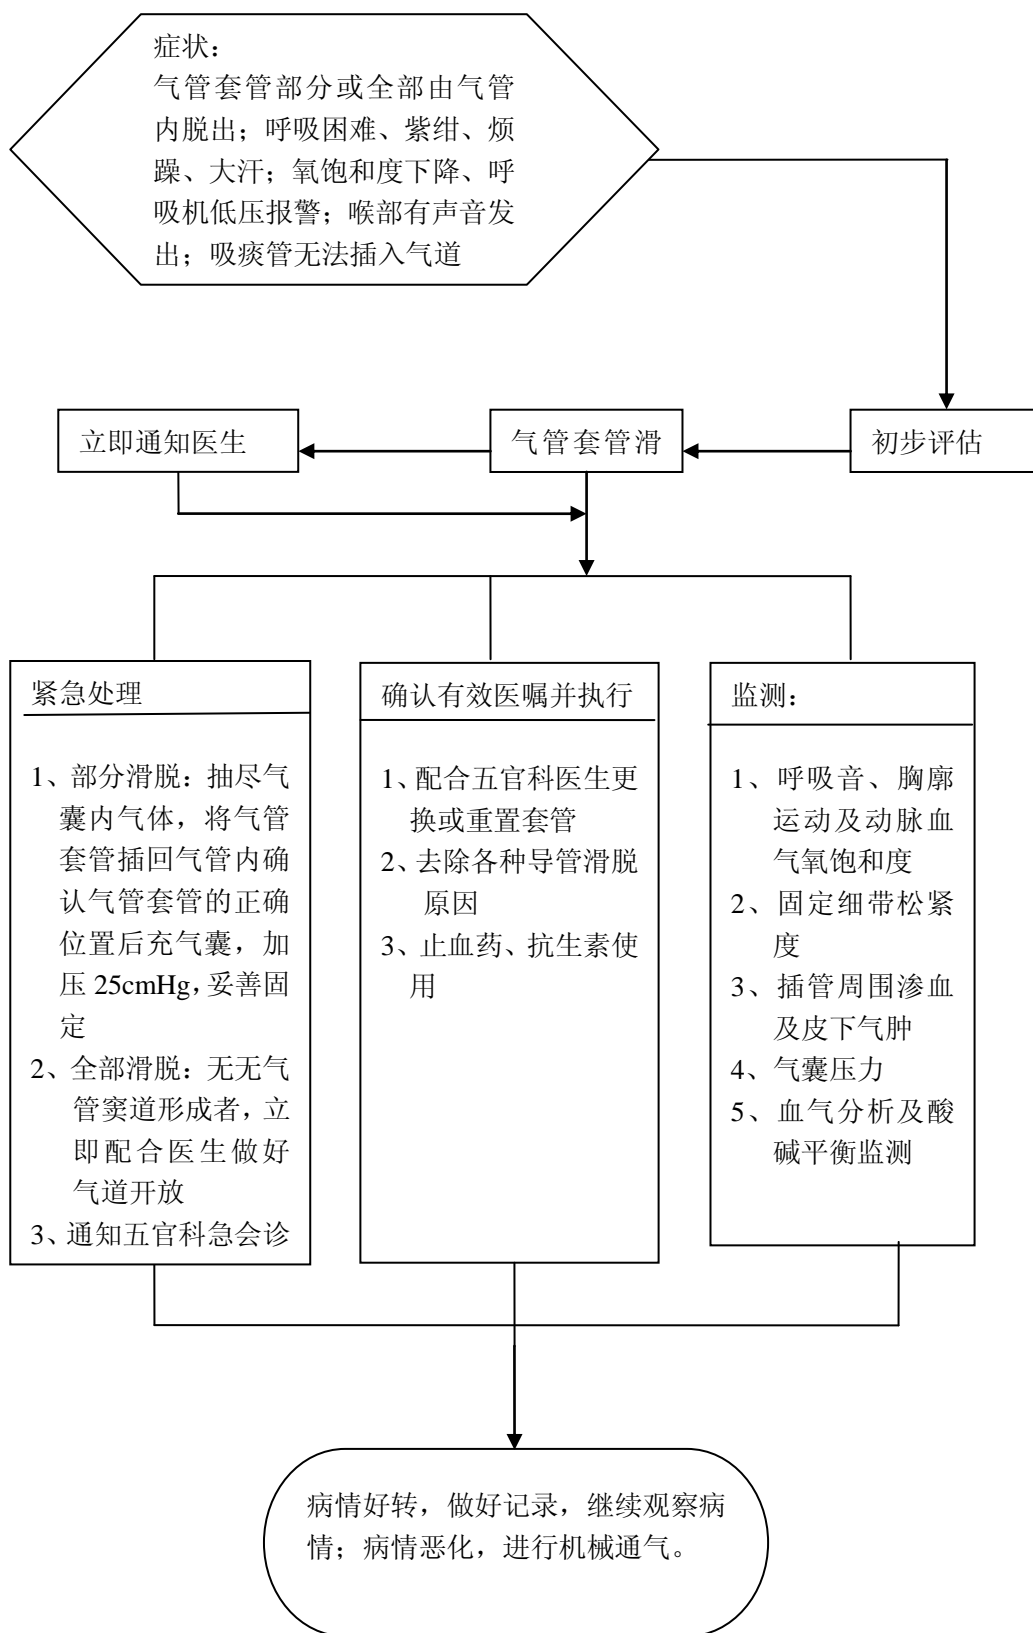 症状：
气管套管部分或全部由气管
内脱出；呼吸困难、紫绀、烦
躁、大汗；氧饱和度下降、呼
吸机低压报警；喉部有声音发
出；吸痰管无法插入气道
立即通知医生
气管套管滑
初步评估
紧急处理
1、部分滑脱：抽尽气
囊内气体，将气管
套管插回气管内确
认气管套管的正确
位置后充气囊，加
压 25cmHg，妥善固
定
2、全部滑脱：无无气
管窦道形成者，立
即配合医生做好
气道开放
3、通知五官科急会诊
确认有效医嘱并执行
1、配合五官科医生更
换或重置套管
2、去除各种导管滑脱
原因
3、止血药、抗生素使
用
监测：
1、呼吸音、胸廓
运动及动脉血
气氧饱和度
2、固定细带松紧
度
3、插管周围渗血
及皮下气肿
4、气囊压力
5、血气分析及酸
碱平衡监测
病情好转，做好记录，继续观察病
情；病情恶化，进行机械通气。